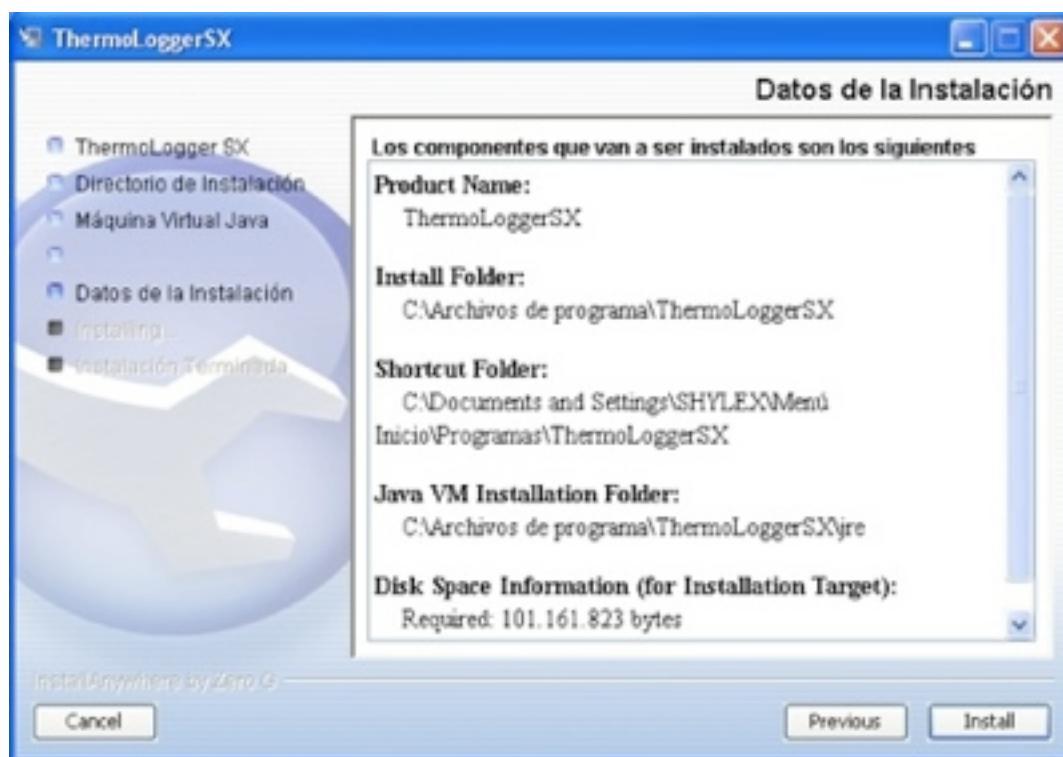 ThermoLoggerSX
Datos de la Instalación
ThermoLogger SX
Directorio de Instalación
Máquina Virtual Java
Datos de la Instalación
Installing...
Instalación Terminada
Los componentes que van a ser instalados son los siguientes
Product Name:
ThermoLoggerSX
Install Folder:
C:\Archivos de programa\ThermoLoggerSX
Shortcut Folder:
C:\Documents and Settings\SHYLEX\Menú
Inicio\Programas\ThermoLoggerSX
Java VM Installation Folder:
C:\Archivos de programa\ThermoLoggerSX\jre
Disk Space Information (for Installation Target):
Required: 101.161.823 bytes
InstallAnywhere by Zero G
Cancel
Previous
Install